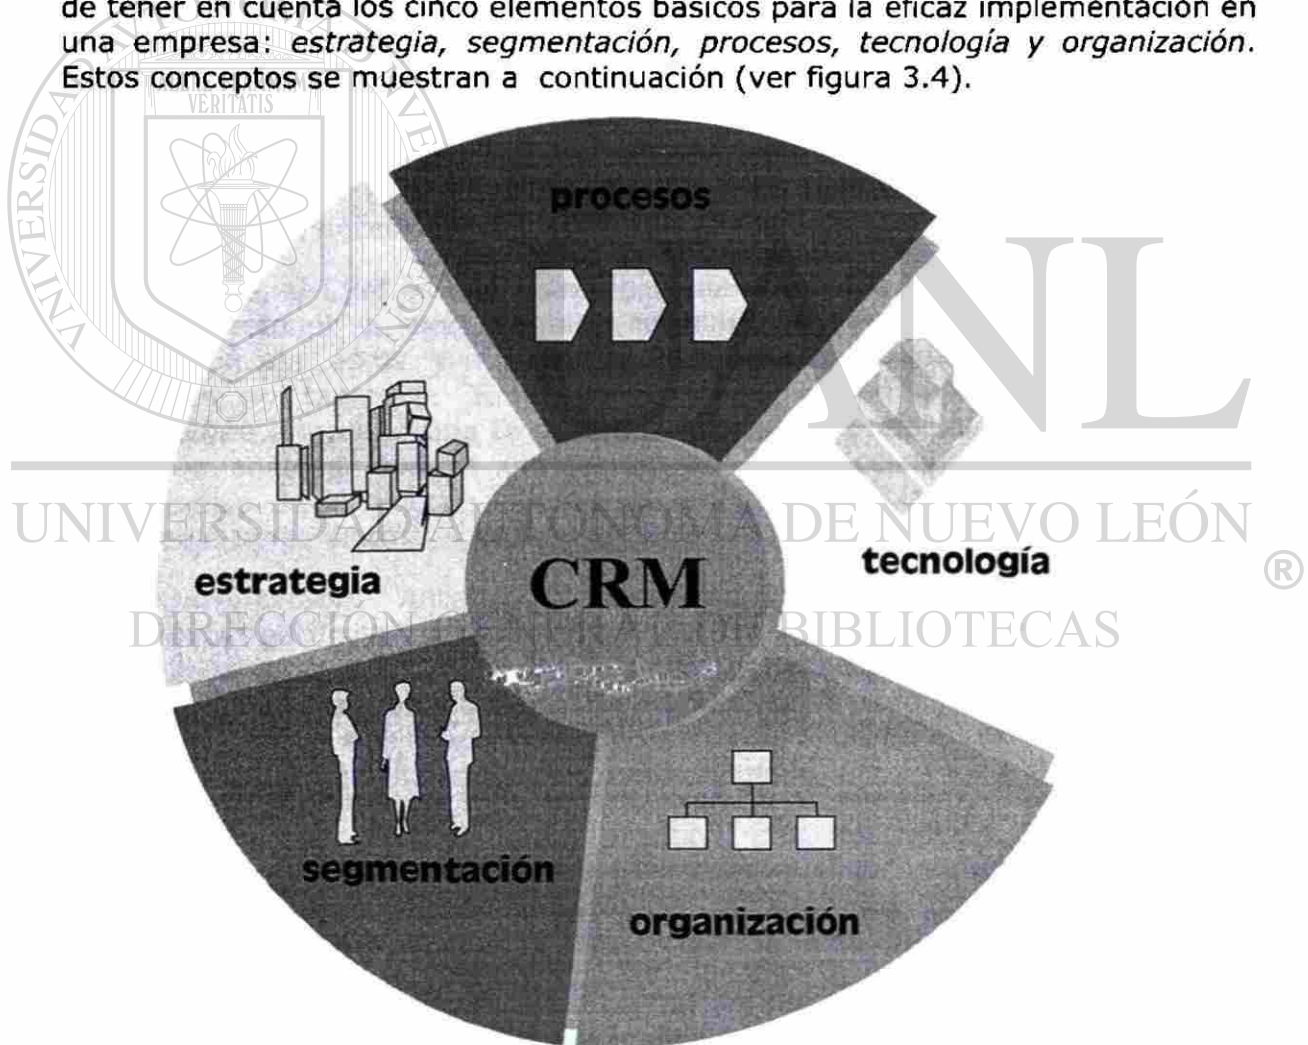 de tener en cuenta los cinco elementos básicos para la eficaz implementación en
una empresa: estrategia, segmentación, procesos, tecnología y organización.
Estos conceptos se muestran a continuación (ver figura 3.4).
procesos
estrategia
CRM
tecnología
segmentación
organización
UANL
UNIVERSIDAD AUTÓNOMA DE NUEVO LEÓN
®
DIRECCIÓN GENERAL DE BIBLIOTECAS
VERITATIS